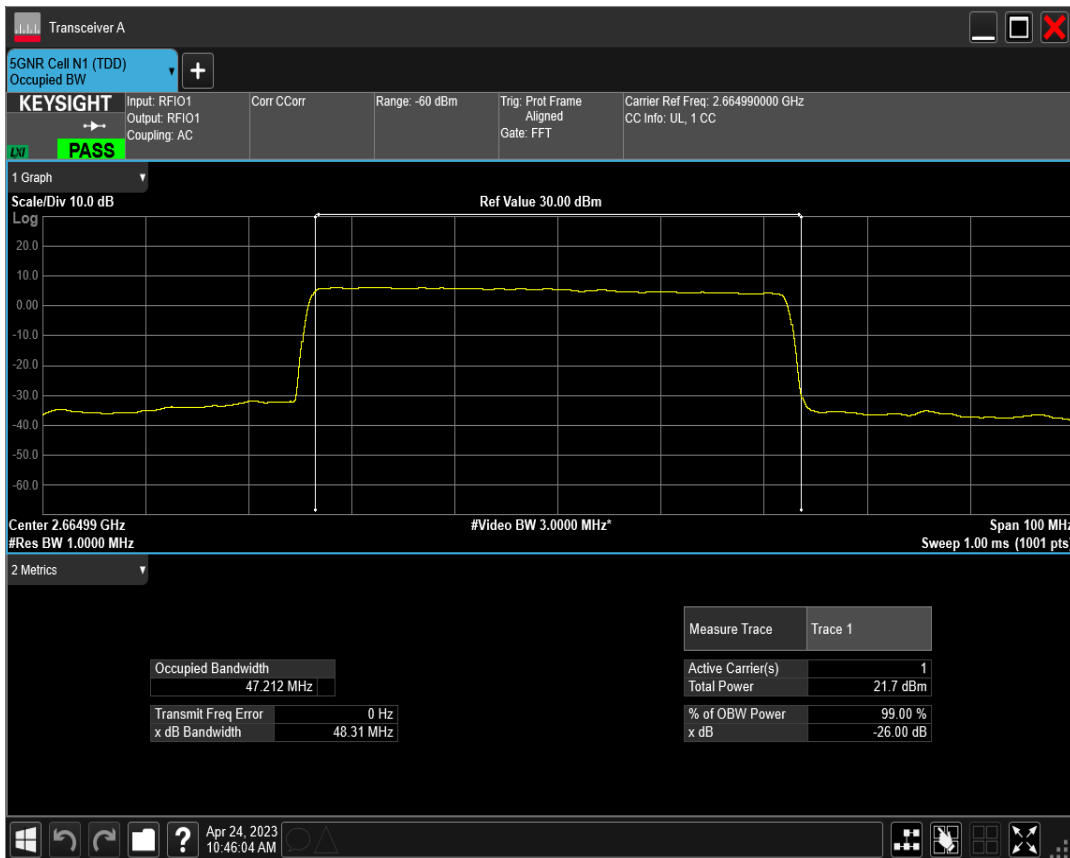 Transceiver A
5GNR Cell N1 (TDD)
Occupied BW
+
KEYSIGHT
LXI
PASS
Input: RFIO1
Output: RFIO1
Coupling: AC
Corr CCorr
Range: -60 dBm
Trig: Prot Frame
Aligned
Gate: FFT
Carrier Ref Freq: 2.664990000 GHz
CC Info: UL, 1 CC
1 Graph
Scale/Div 10.0 dB
Ref Value 30.00 dBm
Log
20.0
10.0
0.00
-10.0
-20.0
-30.0
-40.0
-50.0
-60.0
Center 2.66499 GHz
#Video BW 3.0000 MHz*
Span 100 MHz
#Res BW 1.0000 MHz
Sweep 1.00 ms (1001 pts)
2 Metrics
Measure Trace Trace 1
Occupied Bandwidth
47.212 MHz
Active Carrier(s) 1
Total Power 21.7 dBm
Transmit Freq Error 0 Hz
x dB Bandwidth 48.31 MHz
% of OBW Power 99.00 %
x dB -26.00 dB
?
Apr 24, 2023
10:46:04 AM